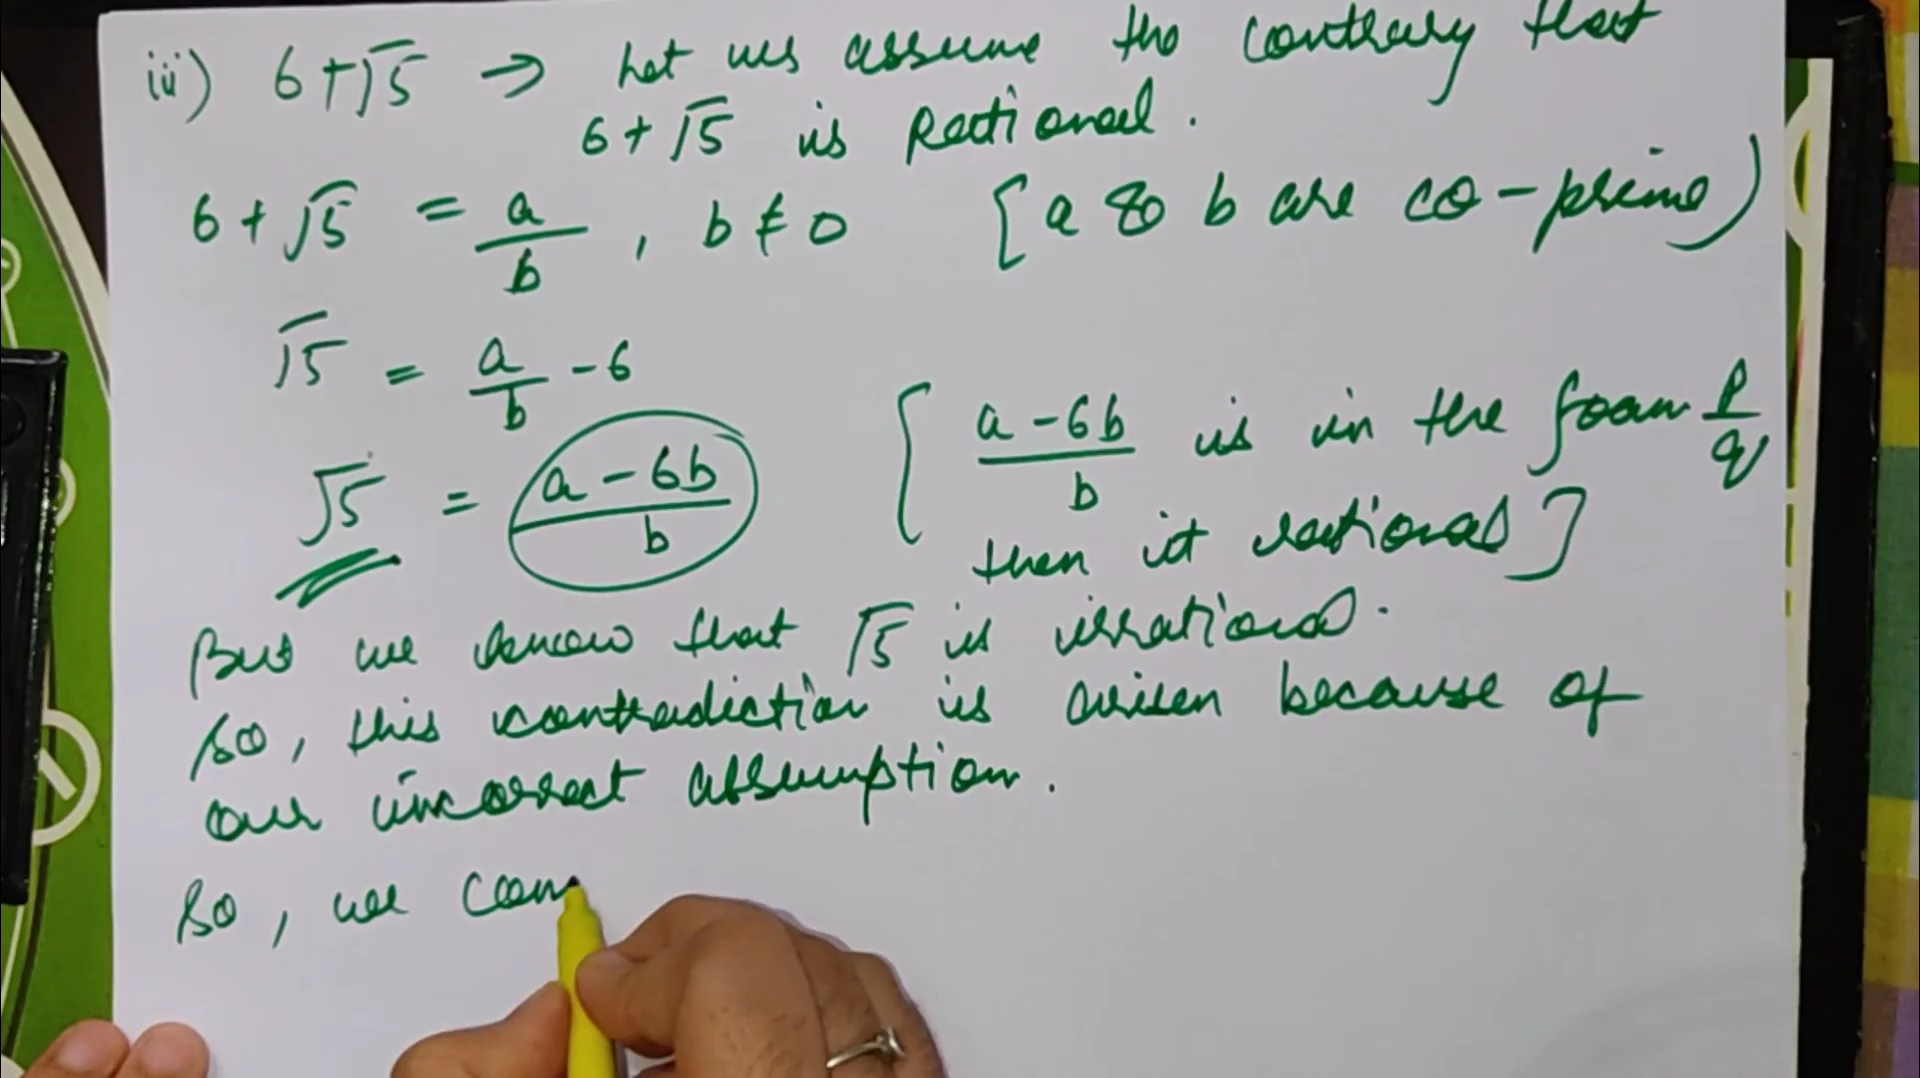 iii) 6+√5 → Let us assume the contrary that
6+√5 is Rational.
6+√5 = a/b , b≠0 [a & b are co-prime)
√5 = a/b - 6
√5 = (a-6b)/b [(a-6b)/b is in the foam p/q
then it rational]
But we know that √5 is irrational.
So, this contradiction is arisen because of
our incorrect assumption.
So, we con